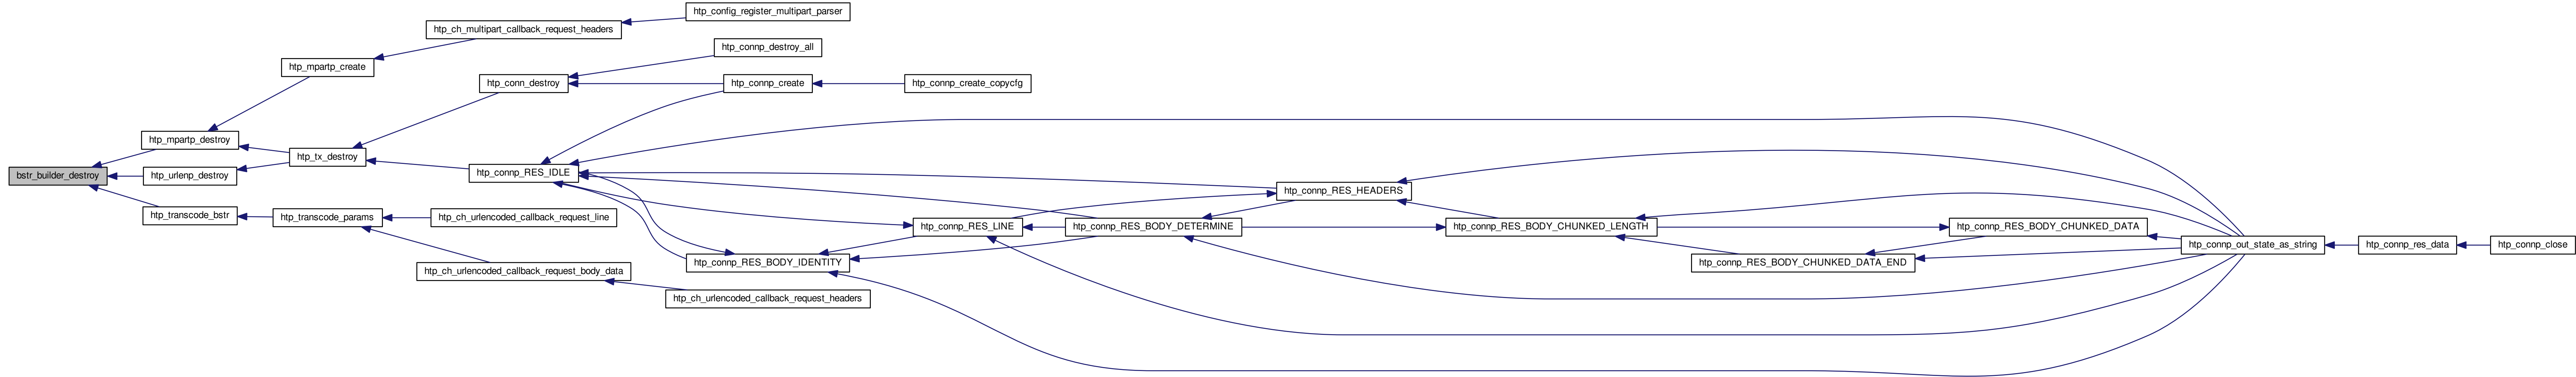 htp_config_register_multipart_parser
htp_ch_multipart_callback_request_headers
htp_connp_destroy_all
htp_mpartp_create
htp_conn_destroy
htp_connp_create
htp_connp_create_copycfg
htp_mpartp_destroy
htp_tx_destroy
bstr_builder_destroy
htp_urlenp_destroy
htp_connp_RES_IDLE
htp_connp_RES_HEADERS
htp_transcode_bstr
htp_transcode_params
htp_ch_urlencoded_callback_request_line
htp_connp_RES_LINE
htp_connp_RES_BODY_DETERMINE
htp_connp_RES_BODY_CHUNKED_LENGTH
htp_connp_RES_BODY_CHUNKED_DATA
htp_connp_out_state_as_string
htp_connp_res_data
htp_connp_close
htp_connp_RES_BODY_IDENTITY
htp_connp_RES_BODY_CHUNKED_DATA_END
htp_ch_urlencoded_callback_request_body_data
htp_ch_urlencoded_callback_request_headers